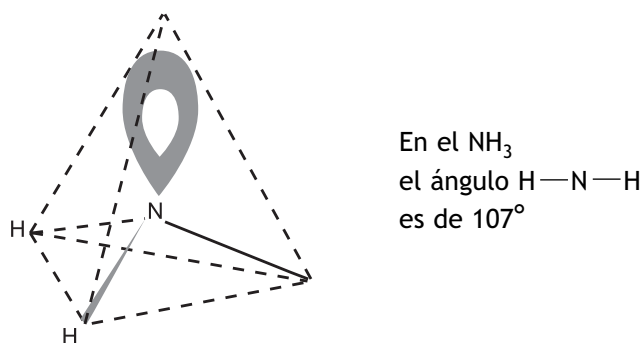 N
H
H
En el NH₃
el ángulo H—N—H
es de 107°